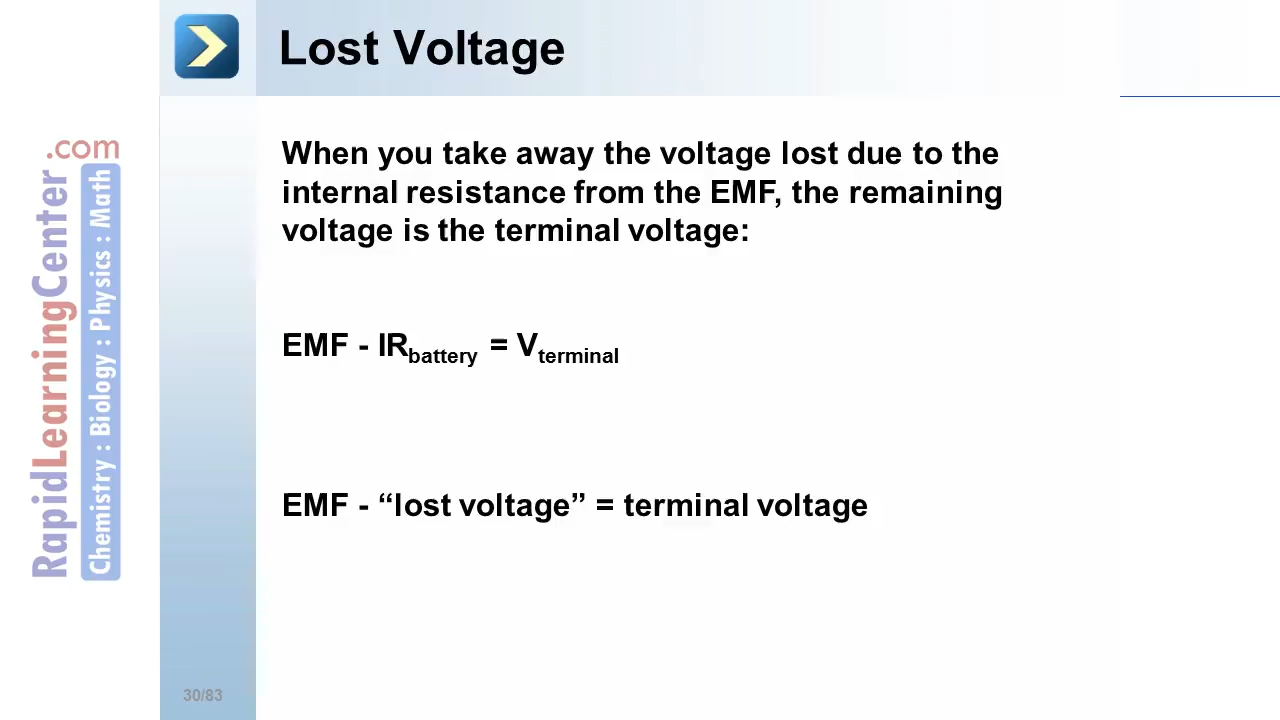 Lost Voltage
When you take away the voltage lost due to the
internal resistance from the EMF, the remaining
voltage is the terminal voltage:
EMF - IRbattery = Vterminal
EMF - “lost voltage” = terminal voltage
RapidLearningCenter.com
Chemistry : Biology : Physics : Math
30/83